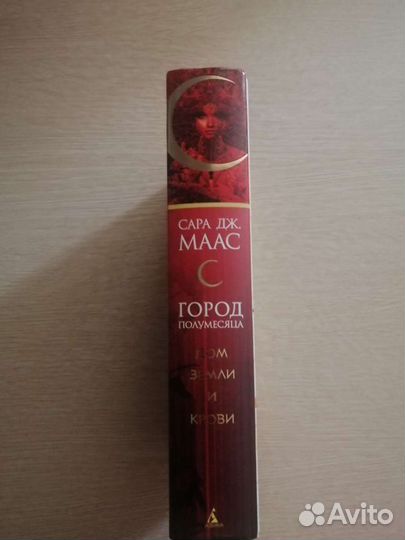 САРА ДЖ.
МААС
ГОРОД
ПОЛУМЕСЯЦА
ДОМ
ЗЕМЛИ
И
КРОВИ
Avito